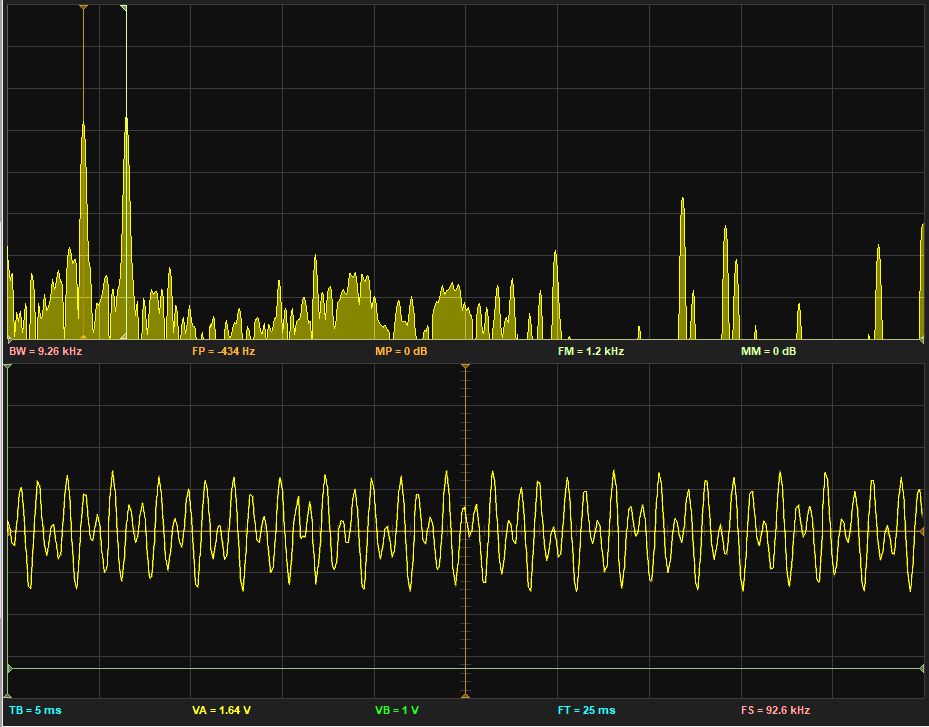 BW = 9.26 kHz FP = -434 Hz MP = 0 dB FM = 1.2 kHz MM = 0 dB
TB = 5 ms VA = 1.64 V VB = 1 V FT = 25 ms FS = 92.6 kHz